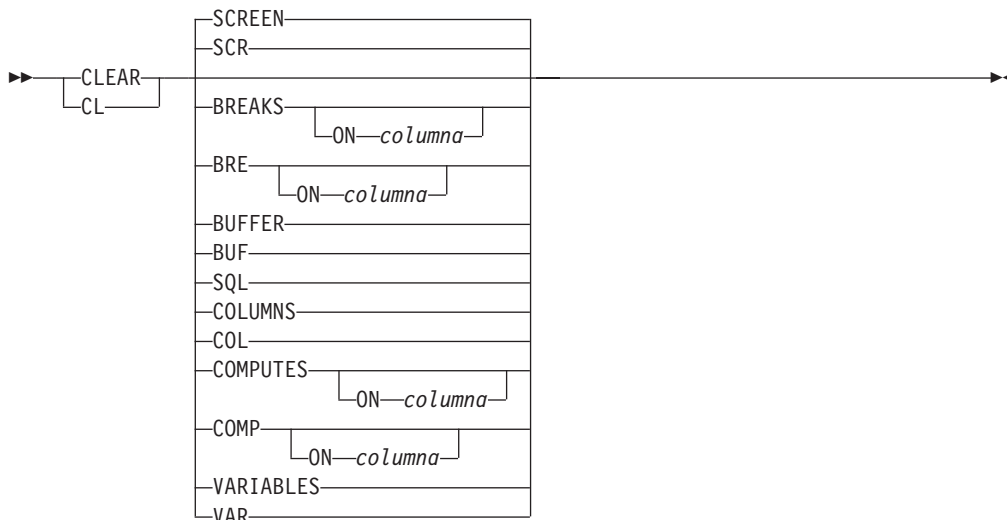 SCREEN
SCR
CLEAR
CL
BREAKS
ON columna
BRE
ON columna
BUFFER
BUF
SQL
COLUMNS
COL
COMPUTES
ON columna
COMP
ON columna
VARIABLES
VAR